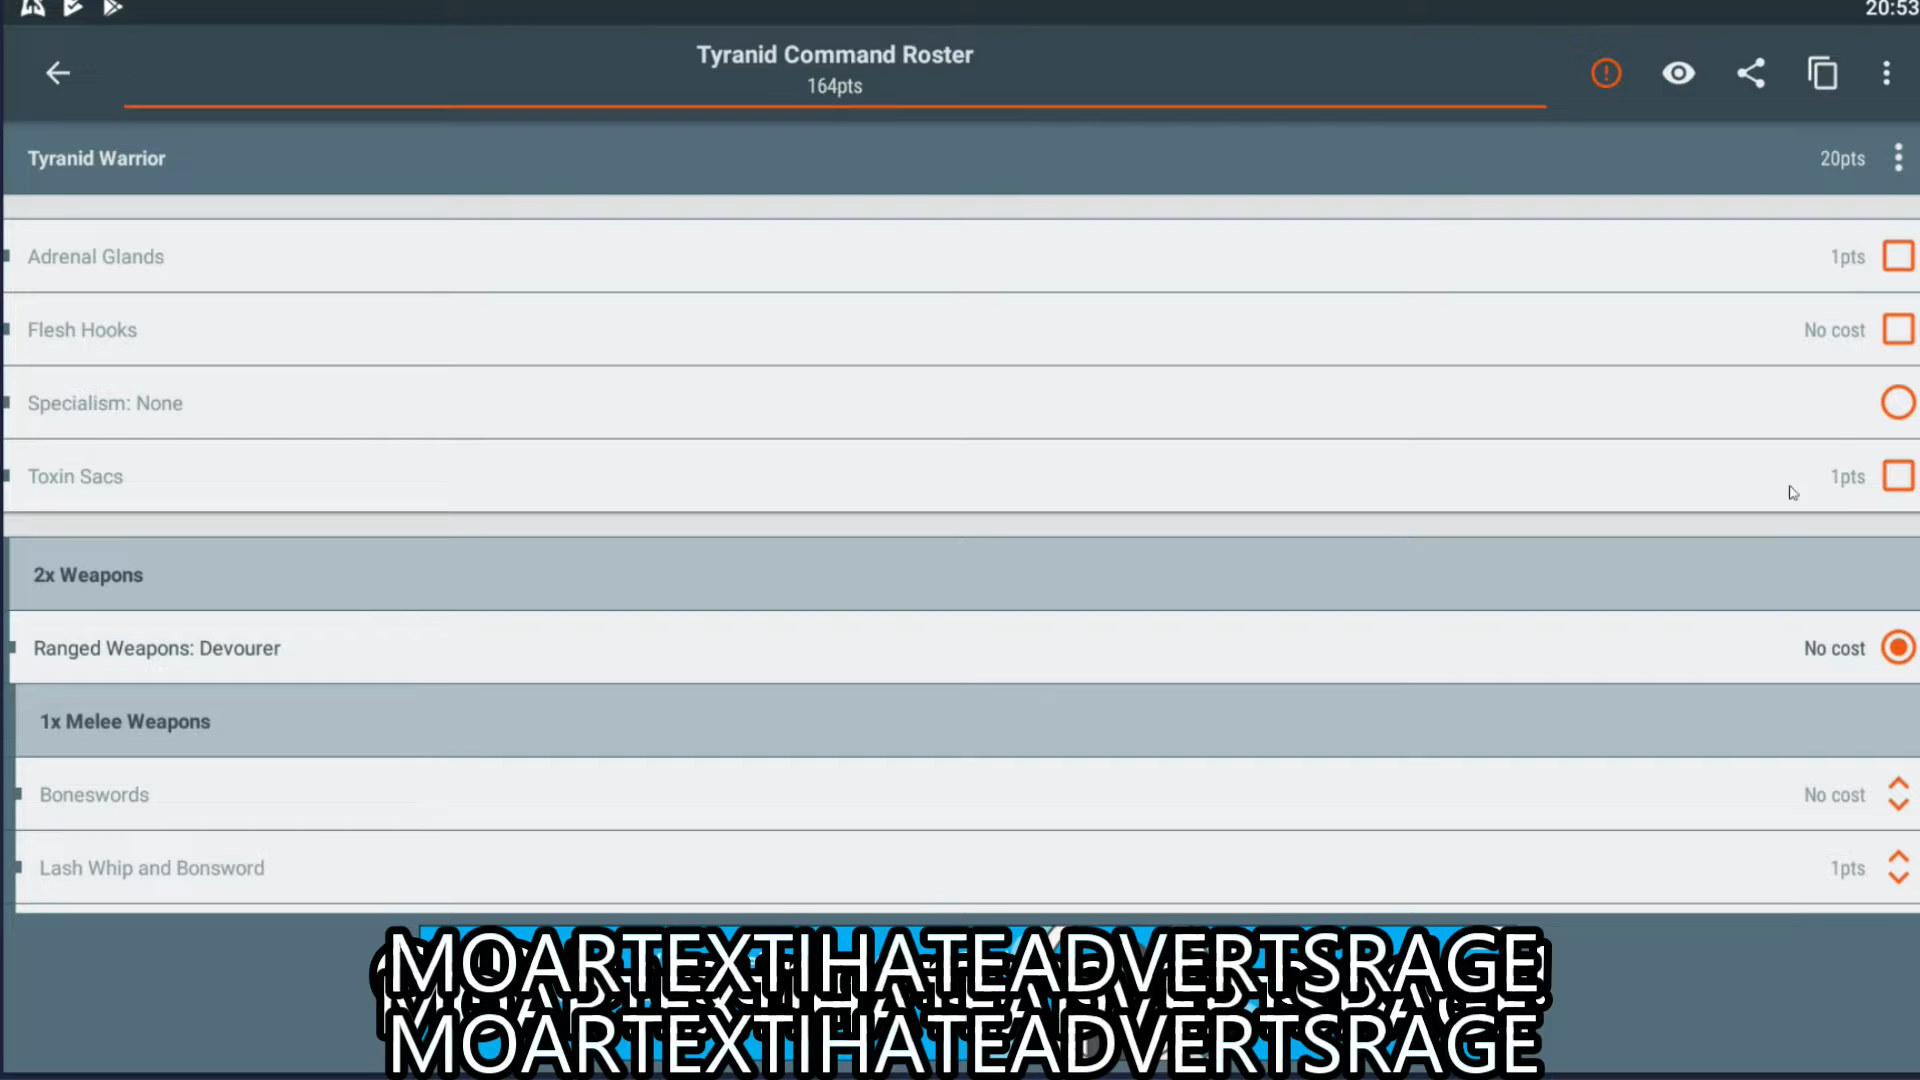 20:53
Tyranid Command Roster
164pts
Tyranid Warrior 20pts
Adrenal Glands 1pts
Flesh Hooks No cost
Specialism: None
Toxin Sacs 1pts
2x Weapons
Ranged Weapons: Devourer No cost
1x Melee Weapons
Boneswords No cost
Lash Whip and Bonsword 1pts
MOARTEXTIHATEADVERTSRAGE
MOARTEXTIHATEADVERTSRAGE